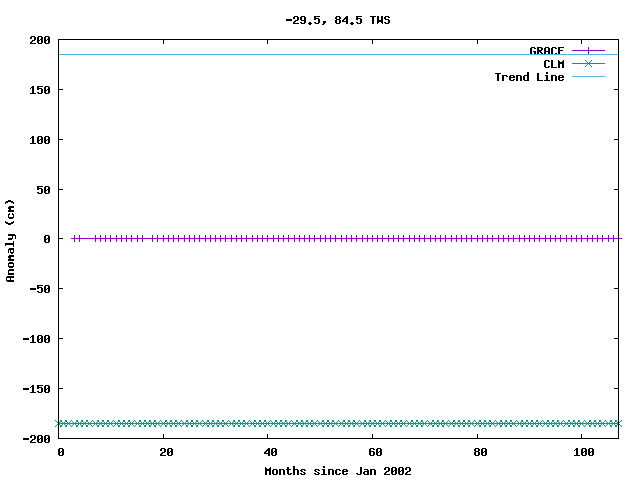 -29.5, 84.5 TWS
GRACE
CLM
Trend Line
200
150
100
50
0
-50
-100
-150
-200
Anomaly (cm)
0 20 40 60 80 100
Months since Jan 2002